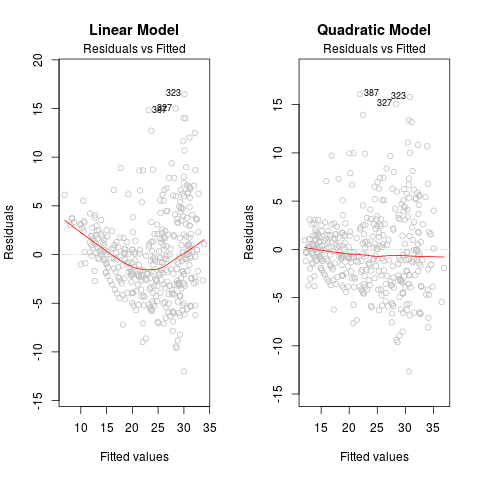 Linear Model
Residuals vs Fitted
Residuals
20
15
10
5
0
-5
-10
-15
323
327
387
10 15 20 25 30 35
Fitted values
Quadratic Model
Residuals vs Fitted
Residuals
15
10
5
0
-5
-10
-15
387
323
327
15 20 25 30 35
Fitted values